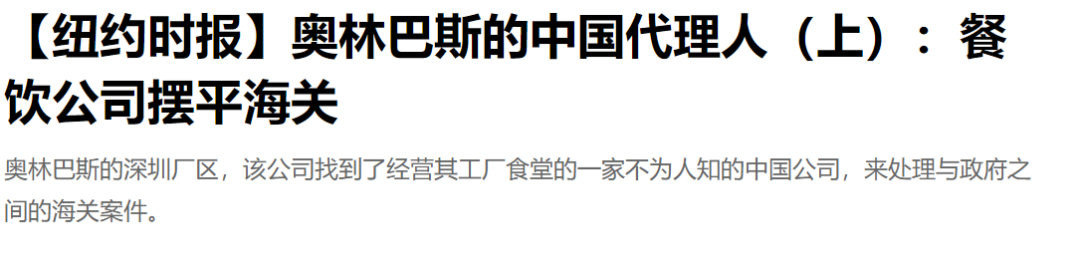 【纽约时报】奥林巴斯的中国代理人（上）：餐
饮公司摆平海关
奥林巴斯的深圳厂区，该公司找到了经营其工厂食堂的一家不为人知的中国公司，来处理与政府之
间的海关案件。